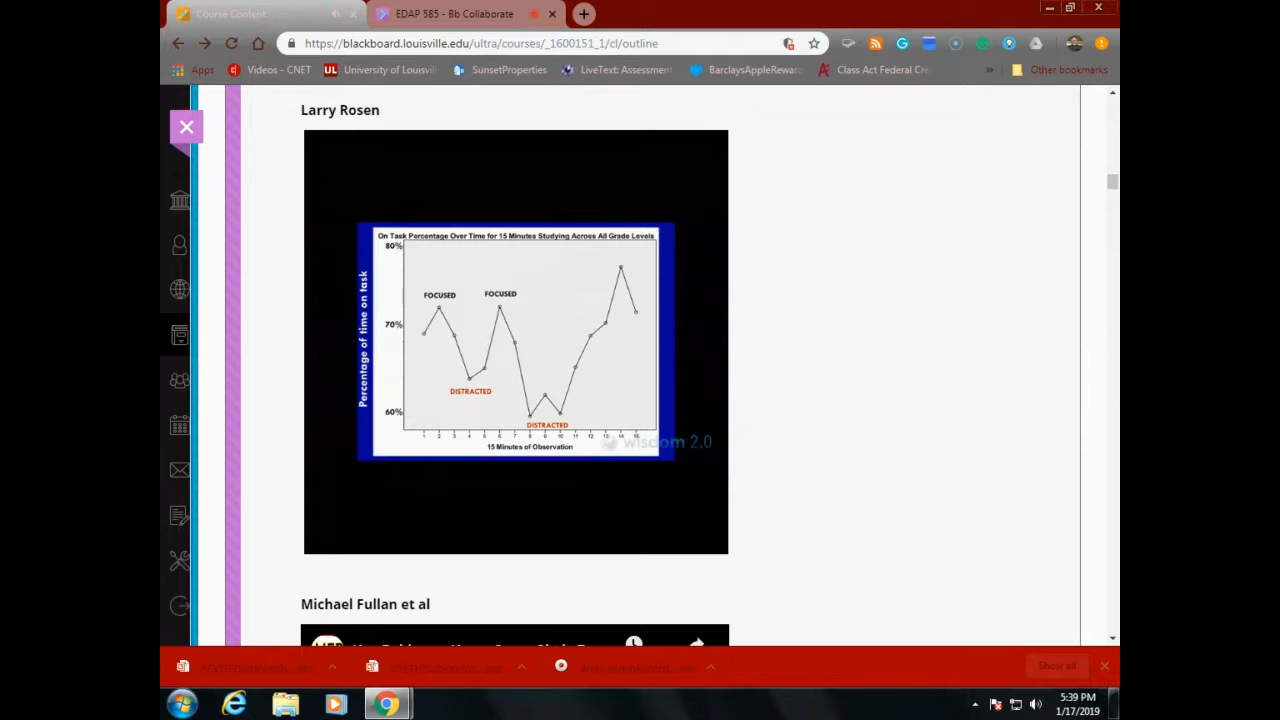 Course Content
EDAP 585 - Bb Collaborate
https://blackboard.louisville.edu/ultra/courses/_1600151_1/cl/outline
Apps
Videos - CNET
University of Louisvil
SunsetProperties
LiveText: Assessment
BarclaysAppleRewar
Class Act Federal Cre
»
Other bookmarks
Larry Rosen
On Task Percentage Over Time for 15 Minutes Studying Across All Grade Levels
80%
70%
60%
Percentage of time on task
FOCUSED
FOCUSED
DISTRACTED
DISTRACTED
1 2 3 4 5 6 7 8 9 10 11 12 13 14 15
15 Minutes of Observation
wisdom 2.0
Michael Fullan et al
Show all
5:39 PM
1/17/2019